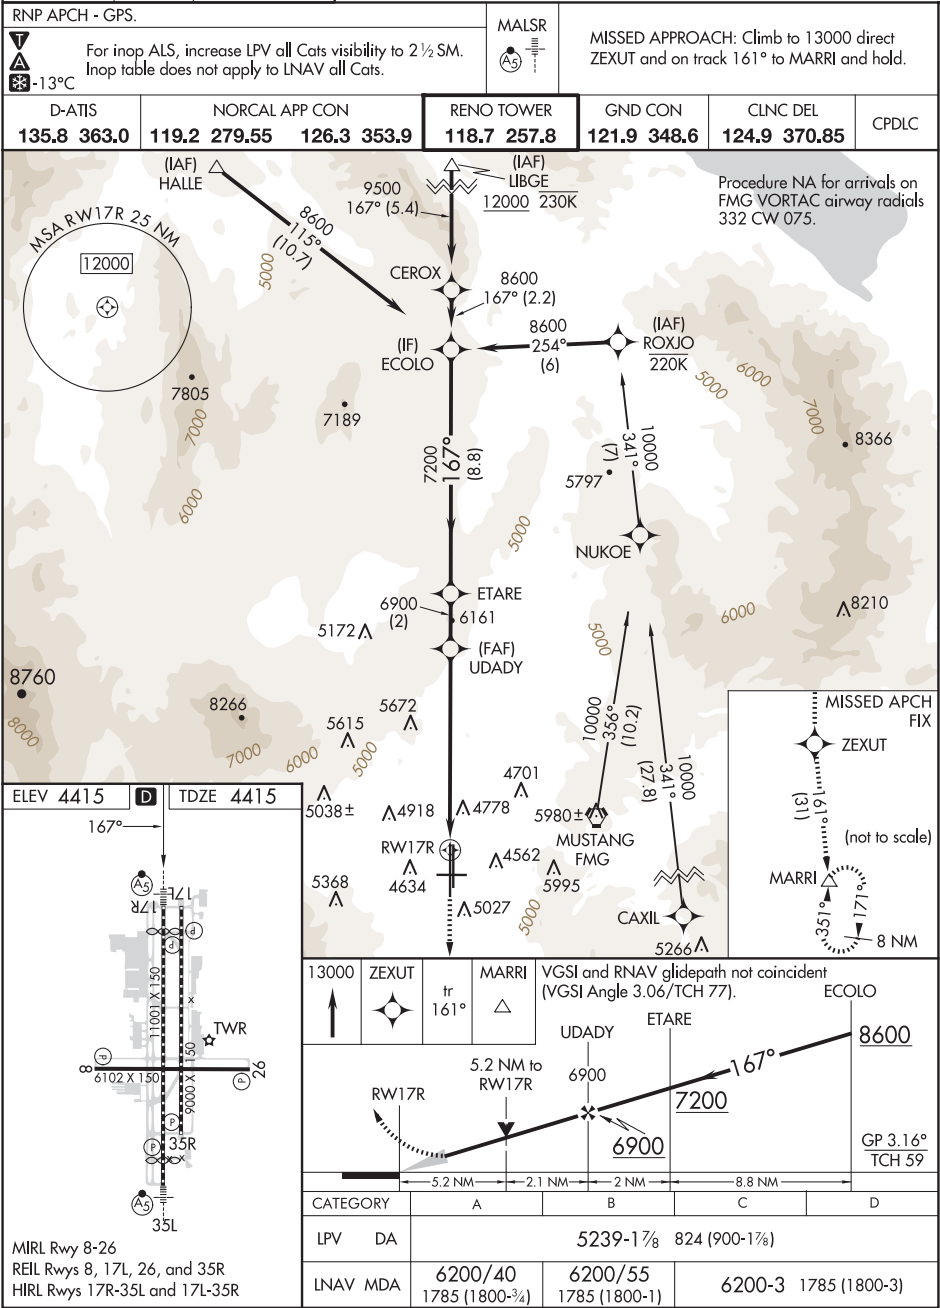 RNP APCH - GPS.
T
A
-13°C
For inop ALS, increase LPV all Cats visibility to 2½ SM.
Inop table does not apply to LNAV all Cats.
MALSR
A5
MISSED APPROACH: Climb to 13000 direct
ZEXUT and on track 161° to MARRI and hold.
D-ATIS
135.8 363.0
NORCAL APP CON
119.2 279.55 126.3 353.9
RENO TOWER
118.7 257.8
GND CON
121.9 348.6
CLNC DEL
124.9 370.85
CPDLC
(IAF)
HALLE
(IAF)
LIBGE
12000 230K
9500
167° (5.4)
Procedure NA for arrivals on
FMG VORTAC airway radials
332 CW 075.
MSA RW17R 25 NM
12000
8600
115°
(10.7)
5000
CEROX
8600
167° (2.2)
(IF)
ECOLO
8600
254°
(6)
(IAF)
ROXJO
220K
5000
6000
7000
7805
7000
7189
6000
8366
7200
167°
(8.8)
10000
341°
(7)
5797
5000
NUKOE
ETARE
6900
(2)
6161
5172
(FAF)
UDADY
5000
6000
8210
8760
8000
8266
7000
6000
5000
5615
5672
10000
356°
(10.2)
10000
341°
(27.8)
MISSED APCH
FIX
ZEXUT
161°
(31)
(not to scale)
MARRI
351°
171°
8 NM
4701
5038±
4918
4778
5980±
MUSTANG
FMG
RW17R
4634
4562
5995
5368
5027
5000
CAXIL
5266
ELEV 4415
D
TDZE 4415
167°
A5
17R
17L
P
P
P
11001 X 150
X
TWR
P
8
6102 X 150
26
P
9000 X 150
P
35R
P
X
A5
35L
MIRL Rwy 8-26
REIL Rwys 8, 17L, 26, and 35R
HIRL Rwys 17R-35L and 17L-35R
13000
ZEXUT
tr
161°
MARRI
VGSI and RNAV glidepath not coincident
(VGSI Angle 3.06/TCH 77).
ECOLO
ETARE
UDADY
8600
167°
5.2 NM to
RW17R
6900
RW17R
7200
6900
GP 3.16°
TCH 59
5.2 NM
2.1 NM
2 NM
8.8 NM
CATEGORY A B C D
LPV DA 5239-1⅞ 824 (900-1⅞)
LNAV MDA
6200/40
1785 (1800-¾)
6200/55
1785 (1800-1)
6200-3 1785 (1800-3)